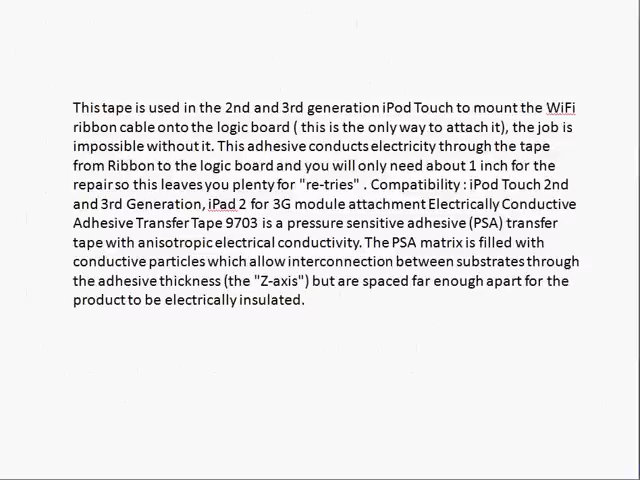 This tape is used in the 2nd and 3rd generation iPod Touch to mount the WiFi
ribbon cable onto the logic board ( this is the only way to attach it), the job is
impossible without it. This adhesive conducts electricity through the tape
from Ribbon to the logic board and you will only need about 1 inch for the
repair so this leaves you plenty for "re-tries" . Compatibility : iPod Touch 2nd
and 3rd Generation, iPad 2 for 3G module attachment Electrically Conductive
Adhesive Transfer Tape 9703 is a pressure sensitive adhesive (PSA) transfer
tape with anisotropic electrical conductivity. The PSA matrix is filled with
conductive particles which allow interconnection between substrates through
the adhesive thickness (the "Z-axis") but are spaced far enough apart for the
product to be electrically insulated.